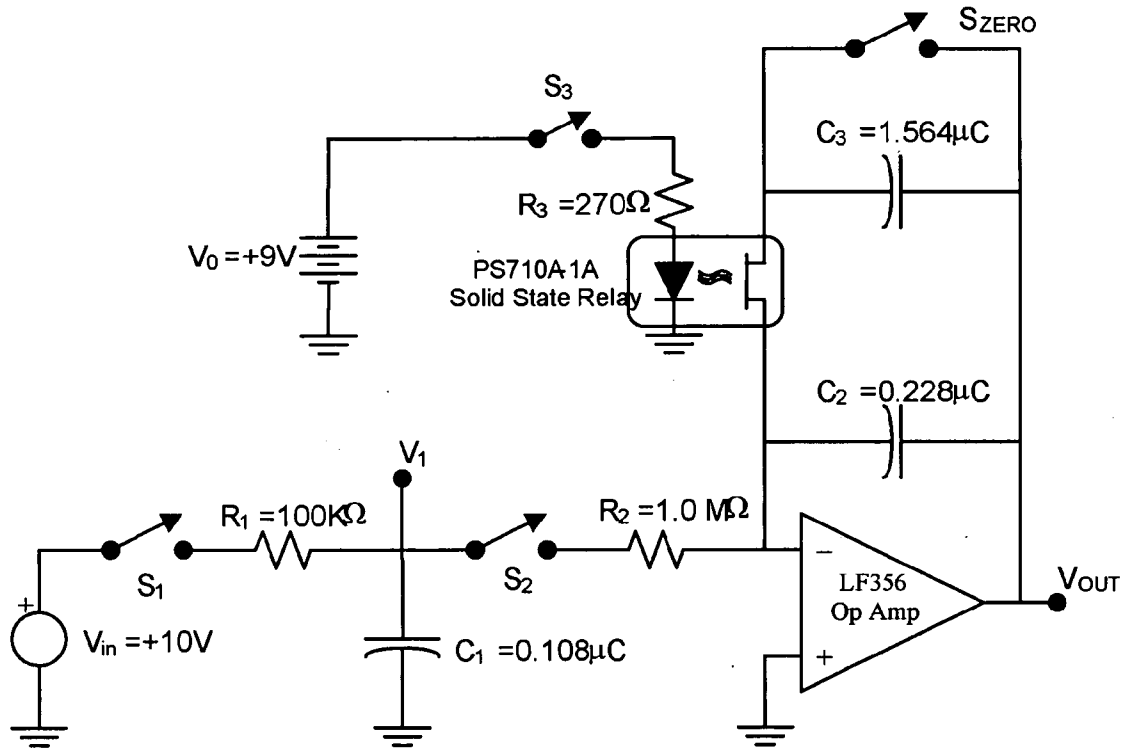 SZERO
S3
C3 =1.564μC
R3 =270Ω
V0 =+9V
PS710A-1A
Solid State Relay
C2 =0.228μC
V1
R1 =100KΩ
R2 =1.0 MΩ
S1
S2
LF356
Op Amp
VOUT
+
Vin =+10V
C1 =0.108μC
−
+